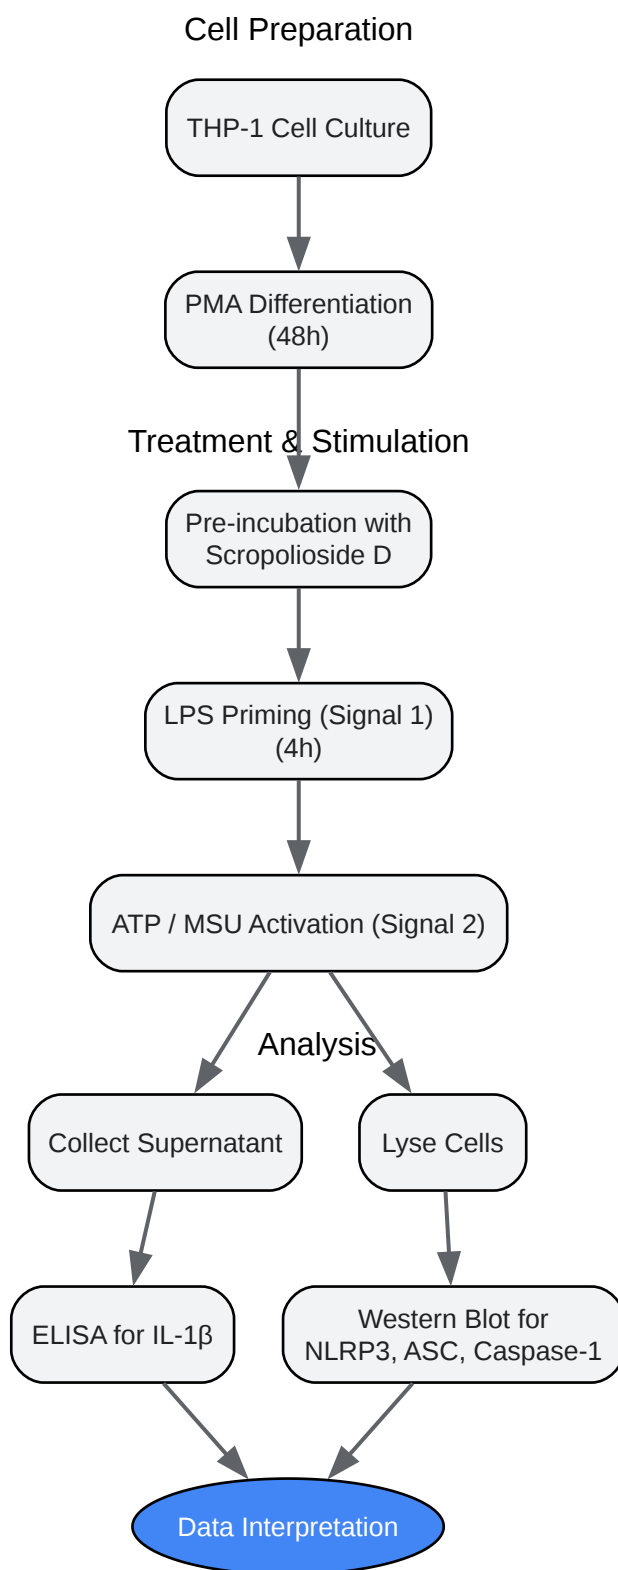 Cell Preparation
THP-1 Cell Culture
PMA Differentiation
(48h)
Treatment & Stimulation
Pre-incubation with
Scropolioside D
LPS Priming (Signal 1)
(4h)
ATP / MSU Activation (Signal 2)
Analysis
Collect Supernatant
Lyse Cells
ELISA for IL-1β
Western Blot for
NLRP3, ASC, Caspase-1
Data Interpretation